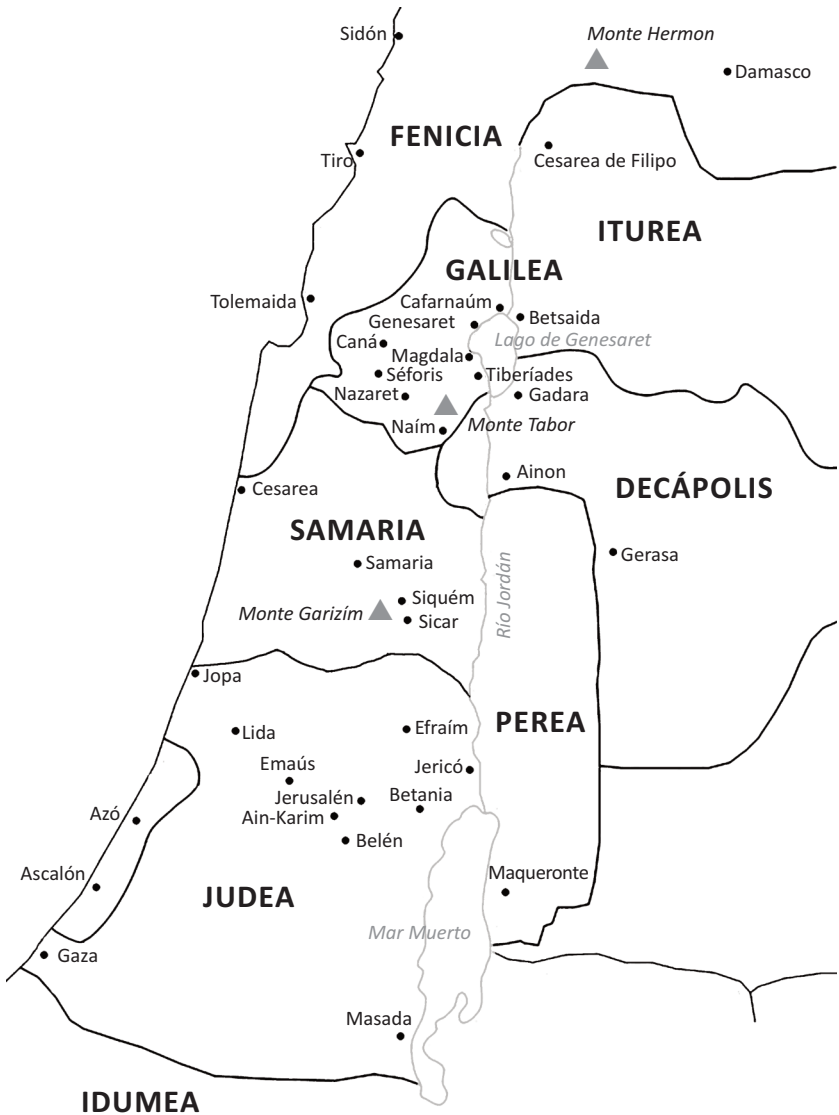 Sidón
Monte Hermon
Damasco
FENICIA
Tiro
Cesarea de Filipo
ITUREA
GALILEA
Tolemaida
Cafarnaúm
Betsaida
Genesaret
Lago de Genesaret
Caná
Magdala
Séforis
Tiberíades
Nazaret
Gadara
Naím
Monte Tabor
Ainon
Cesarea
DECÁPOLIS
SAMARIA
Gerasa
Samaria
Río Jordán
Siquém
Monte Garizím
Sicar
Jopa
PEREA
Lida
Efraím
Emaús
Jericó
Jerusalén
Betania
Azó
Ain-Karim
Belén
Ascalón
Maqueronte
JUDEA
Mar Muerto
Gaza
Masada
IDUMEA